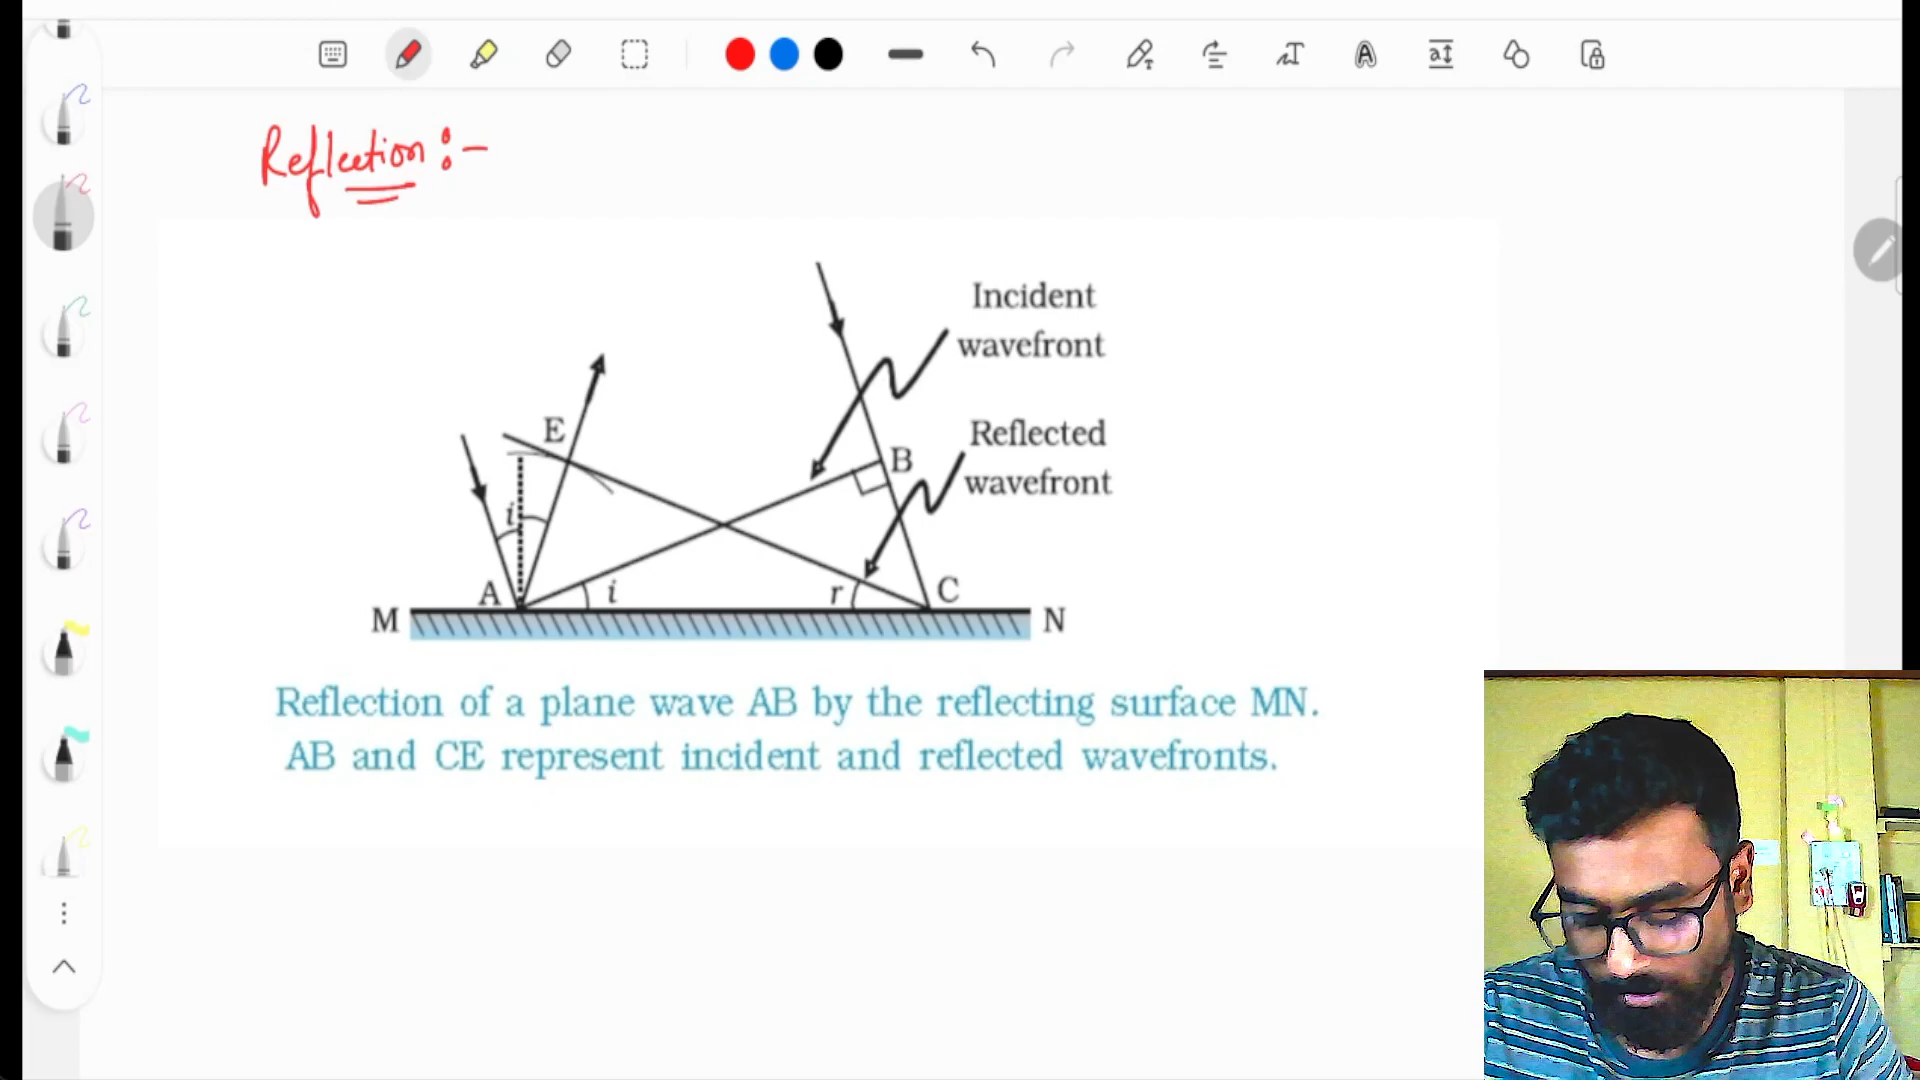 Reflection :-
Incident
wavefront
E
Reflected
B
wavefront
i
A
i
r
C
M
N
Reflection of a plane wave AB by the reflecting surface MN.
AB and CE represent incident and reflected wavefronts.